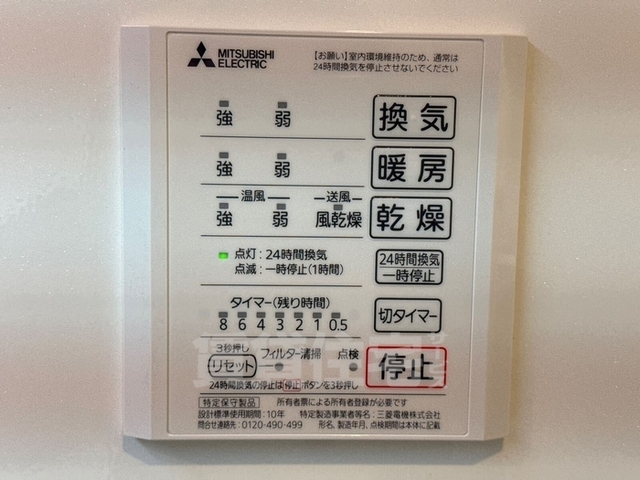 MITSUBISHI
ELECTRIC
【お願い】室内環境維持のため、通常は
24時間換気を停止させないでください
強 弱 換気
強 弱 暖房
温風 送風
強 弱 風乾燥 乾燥
点灯:24時間換気
点滅:一時停止(1時間)
24時間換気
一時停止
タイマー(残り時間)
8 6 4 3 2 1 0.5
切タイマー
3秒押し
リセット
フィルター清掃 点検
停止
24時間換気の停止は停止ボタンを3秒押し
特定保守製品 所有者票による所有者登録が必要です
設計標準使用期間:10年 特定製造事業者等名:三菱電機株式会社
問合せ連絡先:0120-490-499 形名、製造年月、点検期間は本体に記載